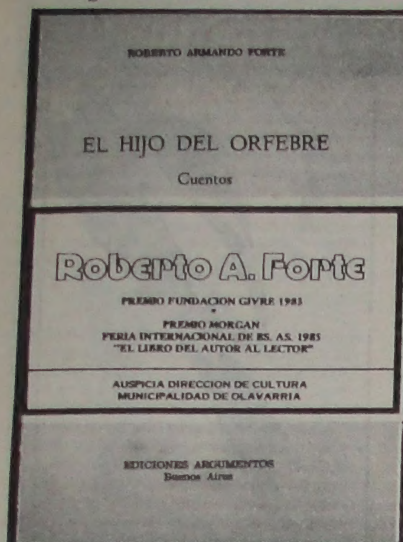 ROBERTO ARMANDO FORTE
EL HIJO DEL ORFEBRE
Cuentos
Roberto A. Forte
PREMIO FUNDACION GIVRE 1983
PREMIO MORGAN
FERIA INTERNACIONAL DE BS. AS. 1985
"EL LIBRO DEL AUTOR AL LECTOR"
AUSPICIA DIRECCION DE CULTURA
MUNICIPALIDAD DE OLAVARRIA
EDICIONES ARGUMENTOS
Buenos Aires